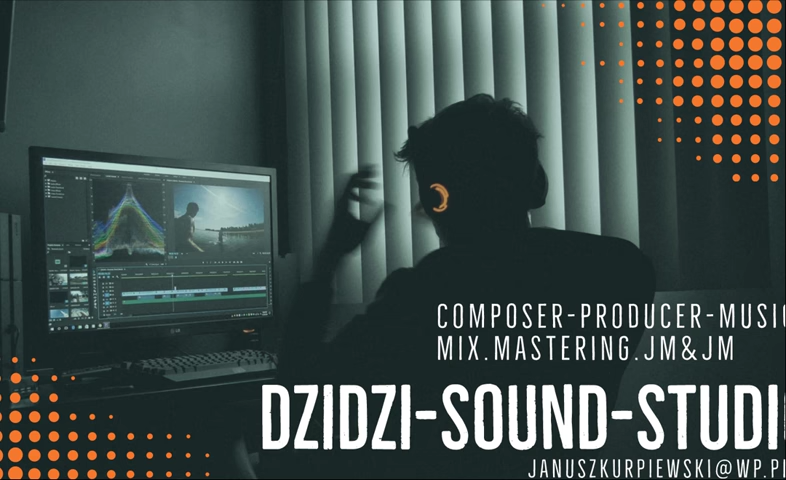 COMPOSER-PRODUCER-MUSIC
MIX.MASTERING.JM&JM
DZIDZI-SOUND-STUDI
JANUSZKURPIEWSKI@WP.PL